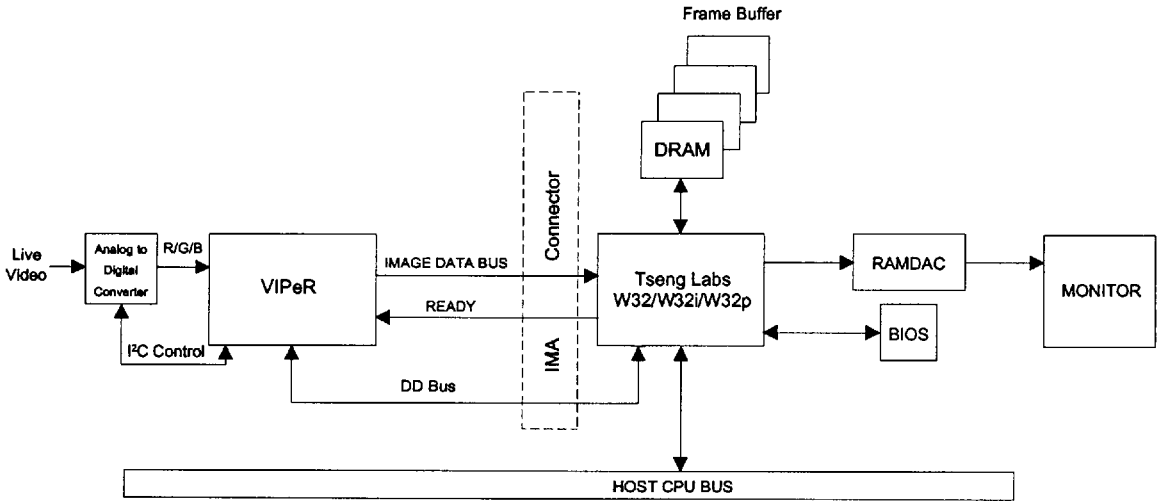 Frame Buffer
DRAM
Connector
IMA
Live
Video
Analog to
Digital
Converter
R/G/B
I²C Control
VIPeR
IMAGE DATA BUS
READY
DD Bus
Tseng Labs
W32/W32i/W32p
RAMDAC
BIOS
MONITOR
HOST CPU BUS